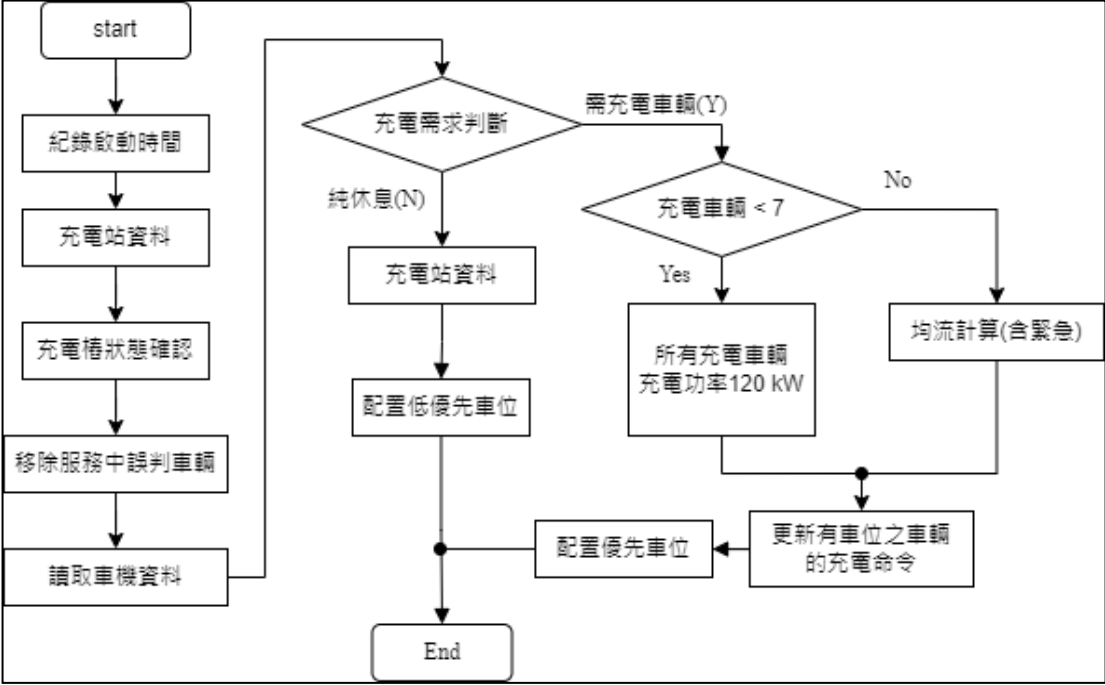 start
紀錄啟動時間
充電站資料
充電樁狀態確認
移除服務中誤判車輛
讀取車機資料
充電需求判斷
需充電車輛(Y)
純休息(N)
充電站資料
配置低優先車位
充電車輛 < 7
No
Yes
所有充電車輛
充電功率120 kW
均流計算(含緊急)
更新有車位之車輛
的充電命令
配置優先車位
End